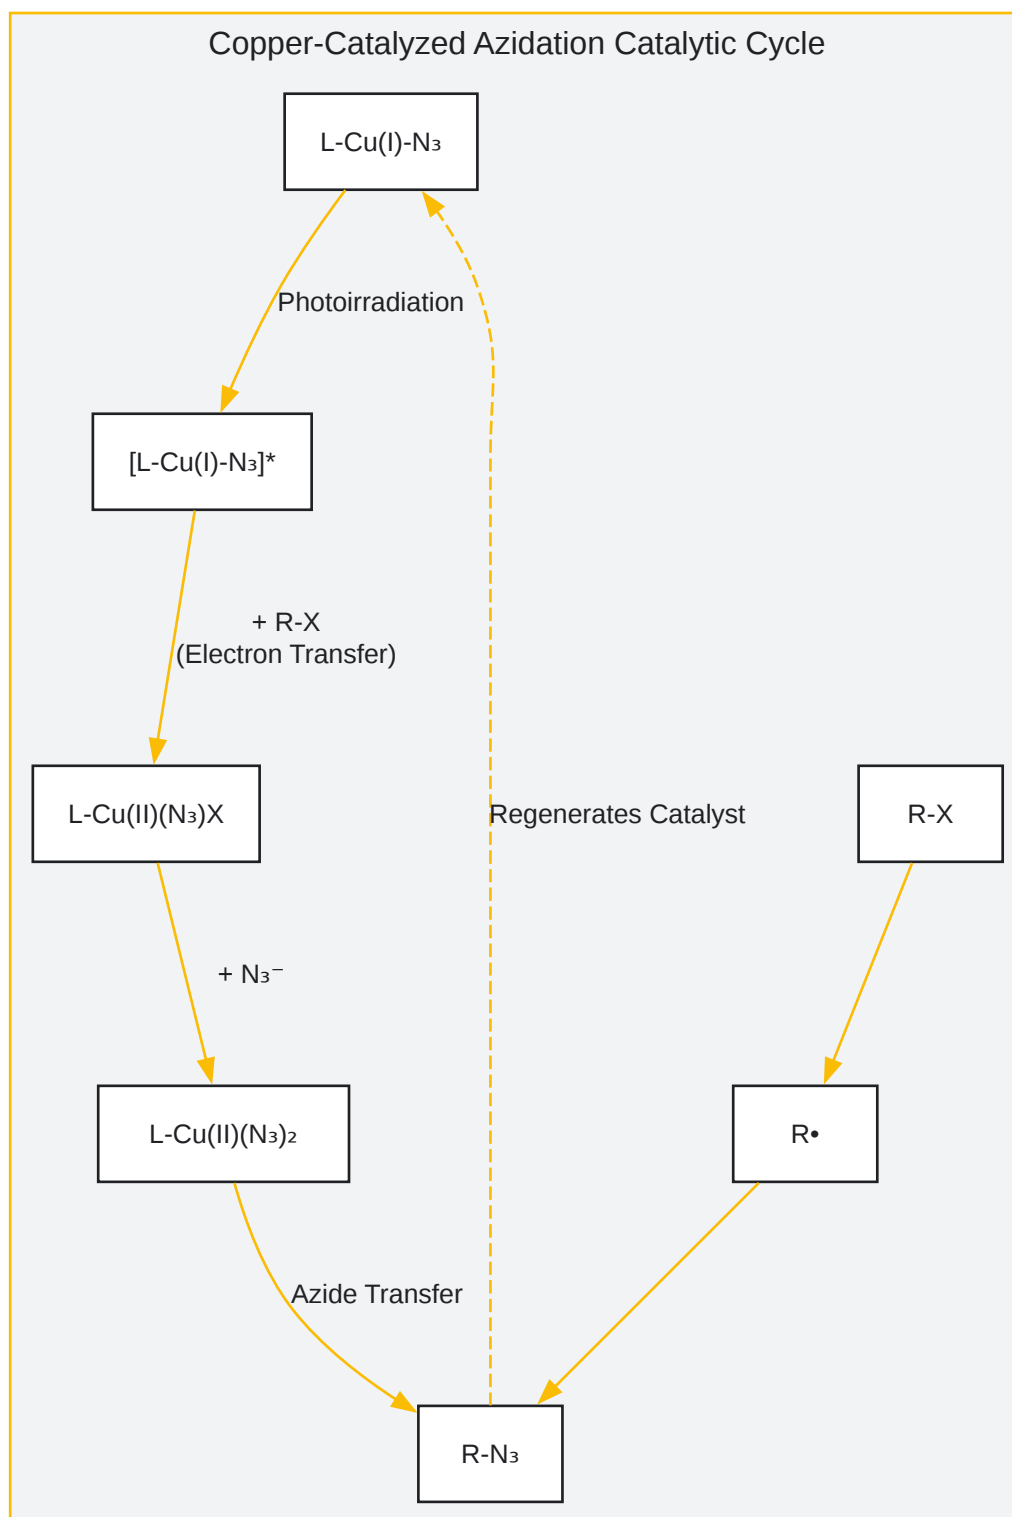 Copper-Catalyzed Azidation Catalytic Cycle
L-Cu(I)-N₃
Photoirradiation
[L-Cu(I)-N₃]*
+ R-X
(Electron Transfer)
L-Cu(II)(N₃)X
Regenerates Catalyst
R-X
+ N₃⁻
L-Cu(II)(N₃)₂
R•
Azide Transfer
R-N₃